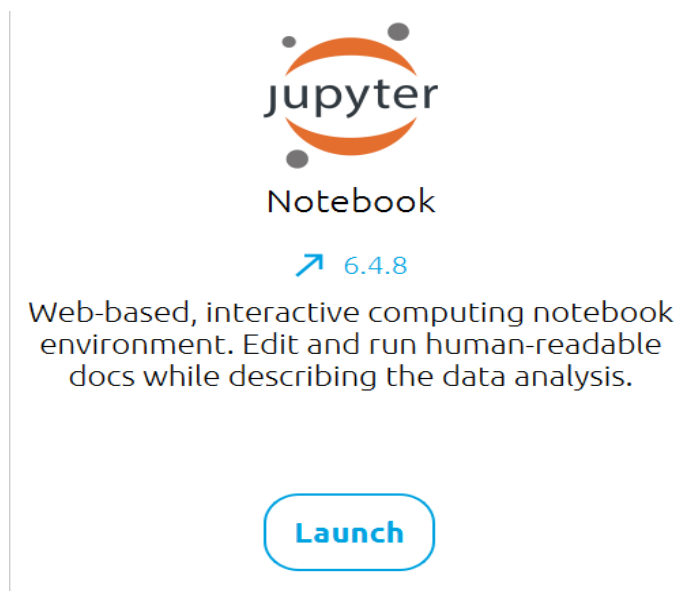 jupyter
Notebook
6.4.8
Web-based, interactive computing notebook
environment. Edit and run human-readable
docs while describing the data analysis.
Launch